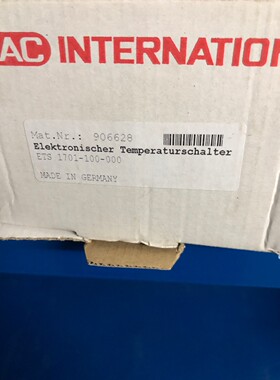 AC INTERNATION
Mat.Nr.: 906628
Elektronischer Temperaturschalter
ETS 1701-100-000
MADE IN GERMANY